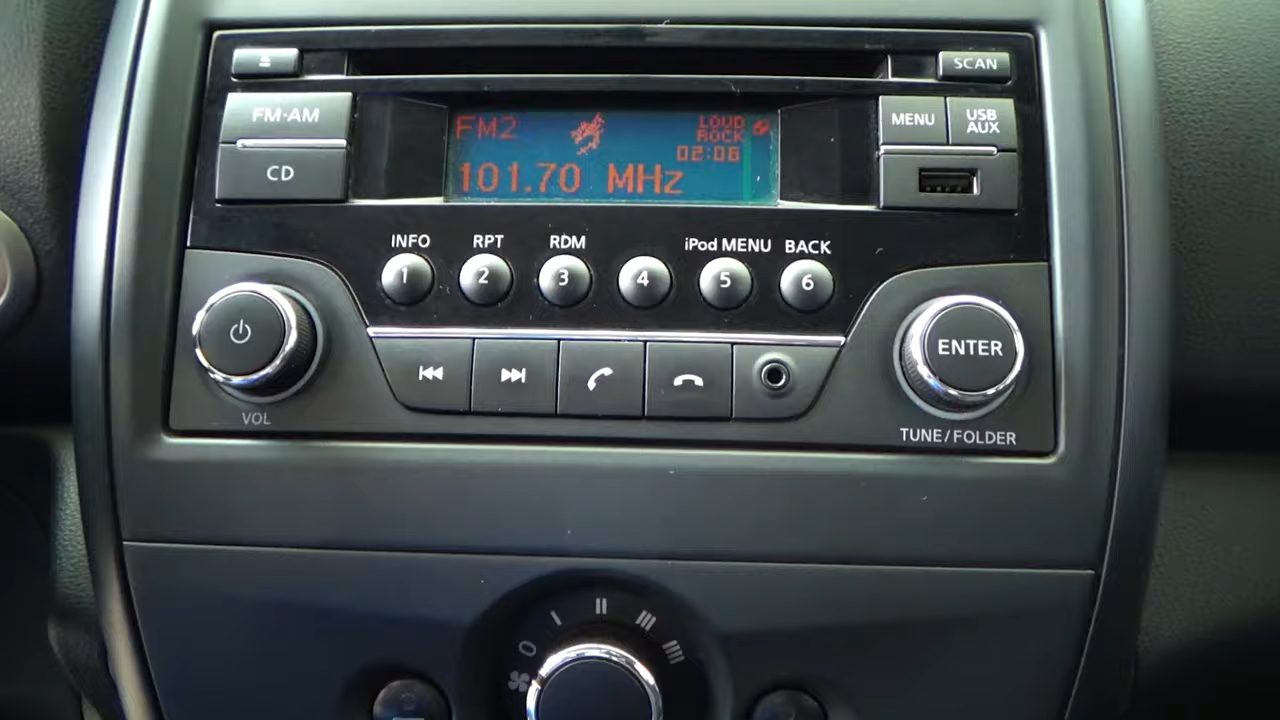 SCAN
FM·AM
CD
FM2
LOUD
ROCK
02:06
101.70 MHz
MENU
USB
AUX
INFO
RPT
RDM
iPod MENU
BACK
1
2
3
4
5
6
ENTER
VOL
TUNE/FOLDER
O
I
II
III
IIII